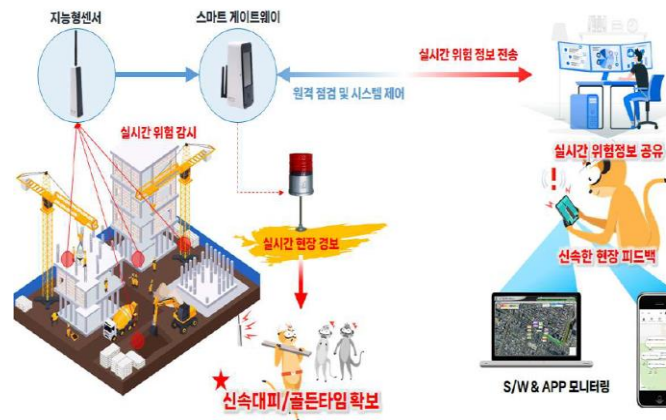 지능형센서
스마트 게이트웨이
실시간 위험 정보 전송
원격 점검 및 시스템 제어
실시간 위험 감시
실시간 위험정보 공유
실시간 현장 경보
신속한 현장 피드백
S/W & APP 모니터링
신속대피/골든타임 확보